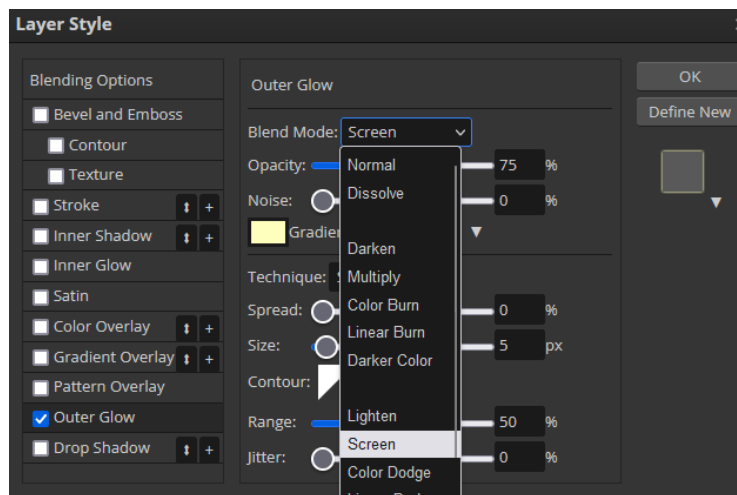 Layer Style
Blending Options
Bevel and Emboss
Contour
Texture
Stroke
+
Inner Shadow
+
Inner Glow
Satin
Color Overlay
+
Gradient Overlay
+
Pattern Overlay
Outer Glow
Drop Shadow
+
Outer Glow
Blend Mode: Screen
Opacity: 75 %
Noise: 0 %
Technique:
Spread: 0 %
Size: 5 px
Contour:
Range: 50 %
Jitter: 0 %
Normal
Dissolve
Darken
Multiply
Color Burn
Linear Burn
Darker Color
Lighten
Screen
Color Dodge
OK
Define New